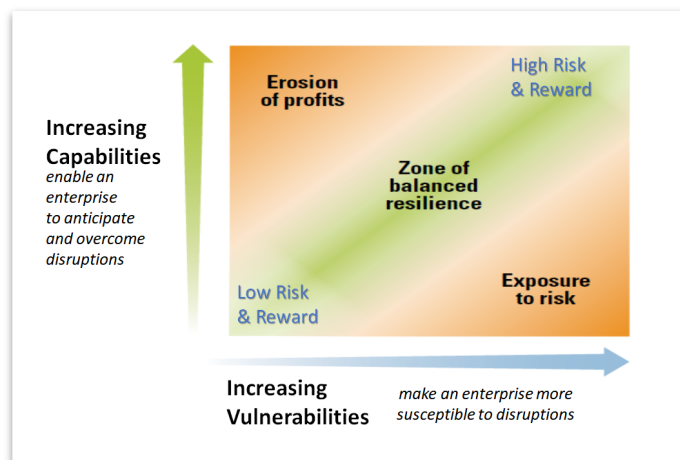 Increasing
Capabilities
enable an
enterprise
to anticipate
and overcome
disruptions
Erosion
of profits
High Risk
& Reward
Zone of
balanced
resilience
Low Risk
& Reward
Exposure
to risk
Increasing
Vulnerabilities
make an enterprise more
susceptible to disruptions